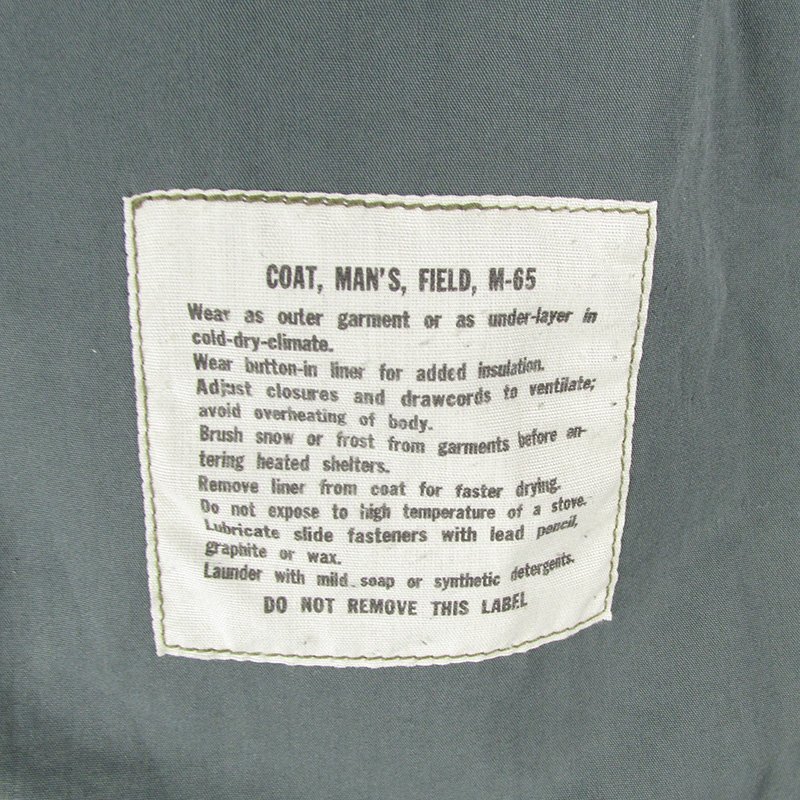 COAT, MAN'S, FIELD, M-65
Wear as outer garment or as under-layer in
cold-dry-climate.
Wear button-in liner for added insulation.
Adjust closures and drawcords to ventilate;
avoid overheating of body.
Brush snow or frost from garments before en-
tering heated shelters.
Remove liner from coat for faster drying.
Do not expose to high temperature of a stove.
Lubricate slide fasteners with lead pencil,
graphite or wax.
Launder with mild soap or synthetic detergents.
DO NOT REMOVE THIS LABEL